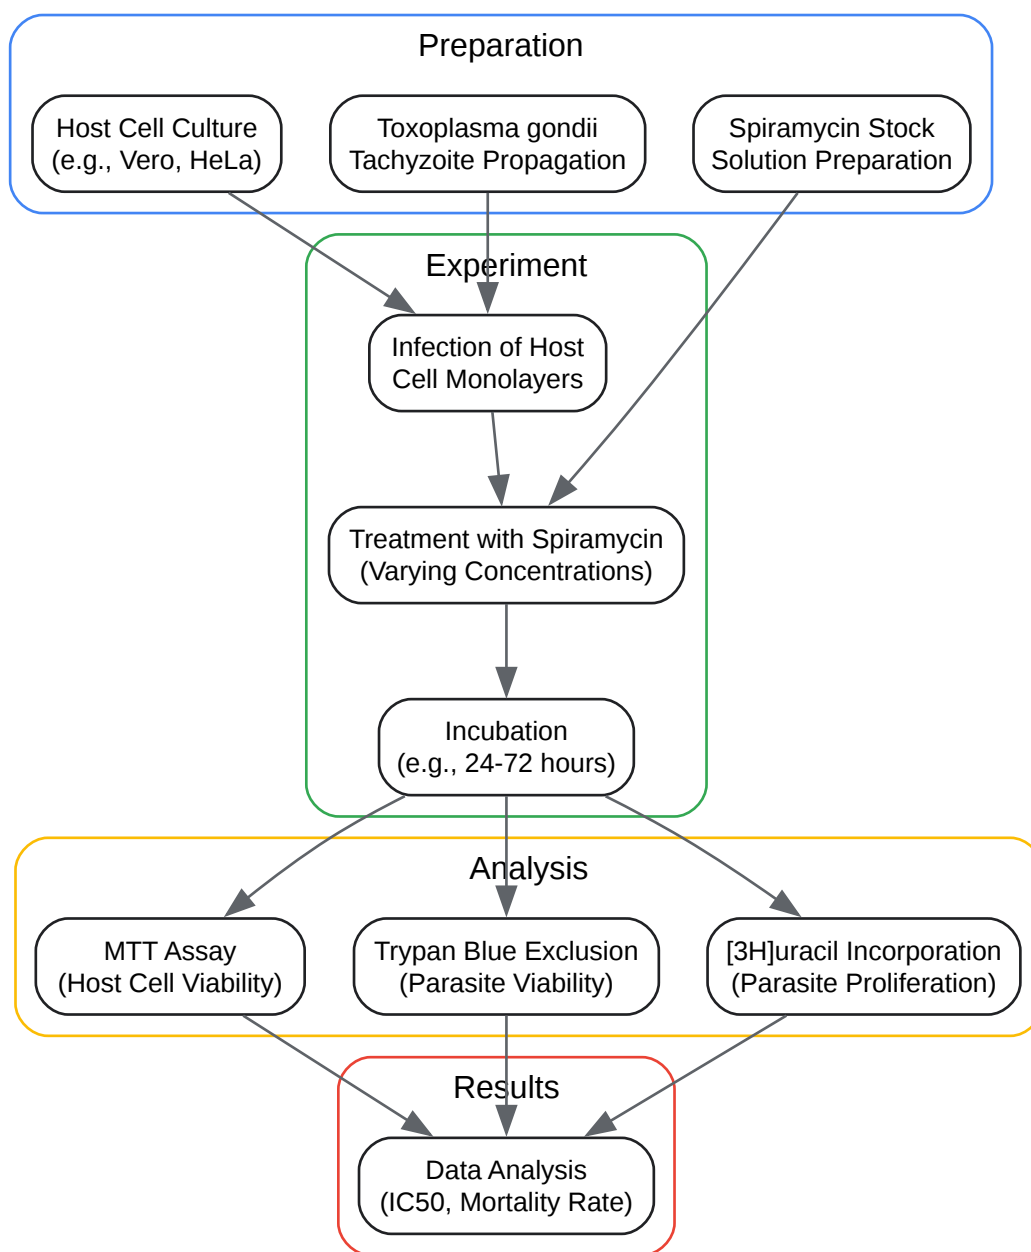 Preparation
Host Cell Culture
(e.g., Vero, HeLa)
Toxoplasma gondii
Tachyzoite Propagation
Spiramycin Stock
Solution Preparation
Experiment
Infection of Host
Cell Monolayers
Treatment with Spiramycin
(Varying Concentrations)
Incubation
(e.g., 24-72 hours)
Analysis
MTT Assay
(Host Cell Viability)
Trypan Blue Exclusion
(Parasite Viability)
[3H]uracil Incorporation
(Parasite Proliferation)
Results
Data Analysis
(IC50, Mortality Rate)